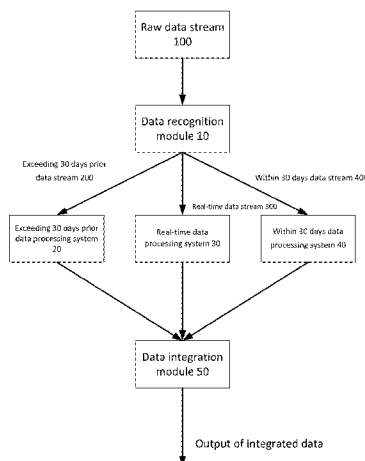 Raw data stream
100
Data recognition
module 10
Exceeding 30 days prior
data stream 200
Within 30 days data stream 40
Real-time data stream 300
Exceeding 30 days prior
data processing system
20
Real-time data
processing system 30
Within 30 days data
processing system 40
Data integration
module 50
Output of integrated data